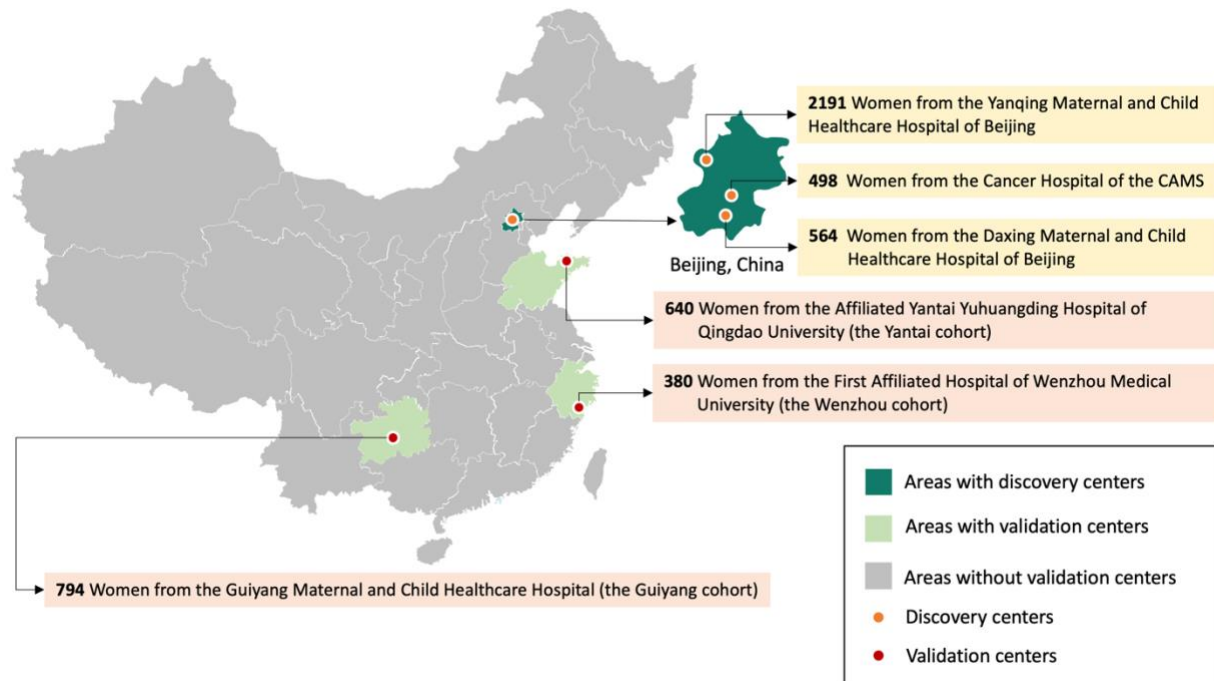 2191 Women from the Yanqing Maternal and Child
Healthcare Hospital of Beijing
498 Women from the Cancer Hospital of the CAMS
564 Women from the Daxing Maternal and Child
Healthcare Hospital of Beijing
Beijing, China
640 Women from the Affiliated Yantai Yuhuangding Hospital of
Qingdao University (the Yantai cohort)
380 Women from the First Affiliated Hospital of Wenzhou Medical
University (the Wenzhou cohort)
794 Women from the Guiyang Maternal and Child Healthcare Hospital (the Guiyang cohort)
Areas with discovery centers
Areas with validation centers
Areas without validation centers
Discovery centers
Validation centers